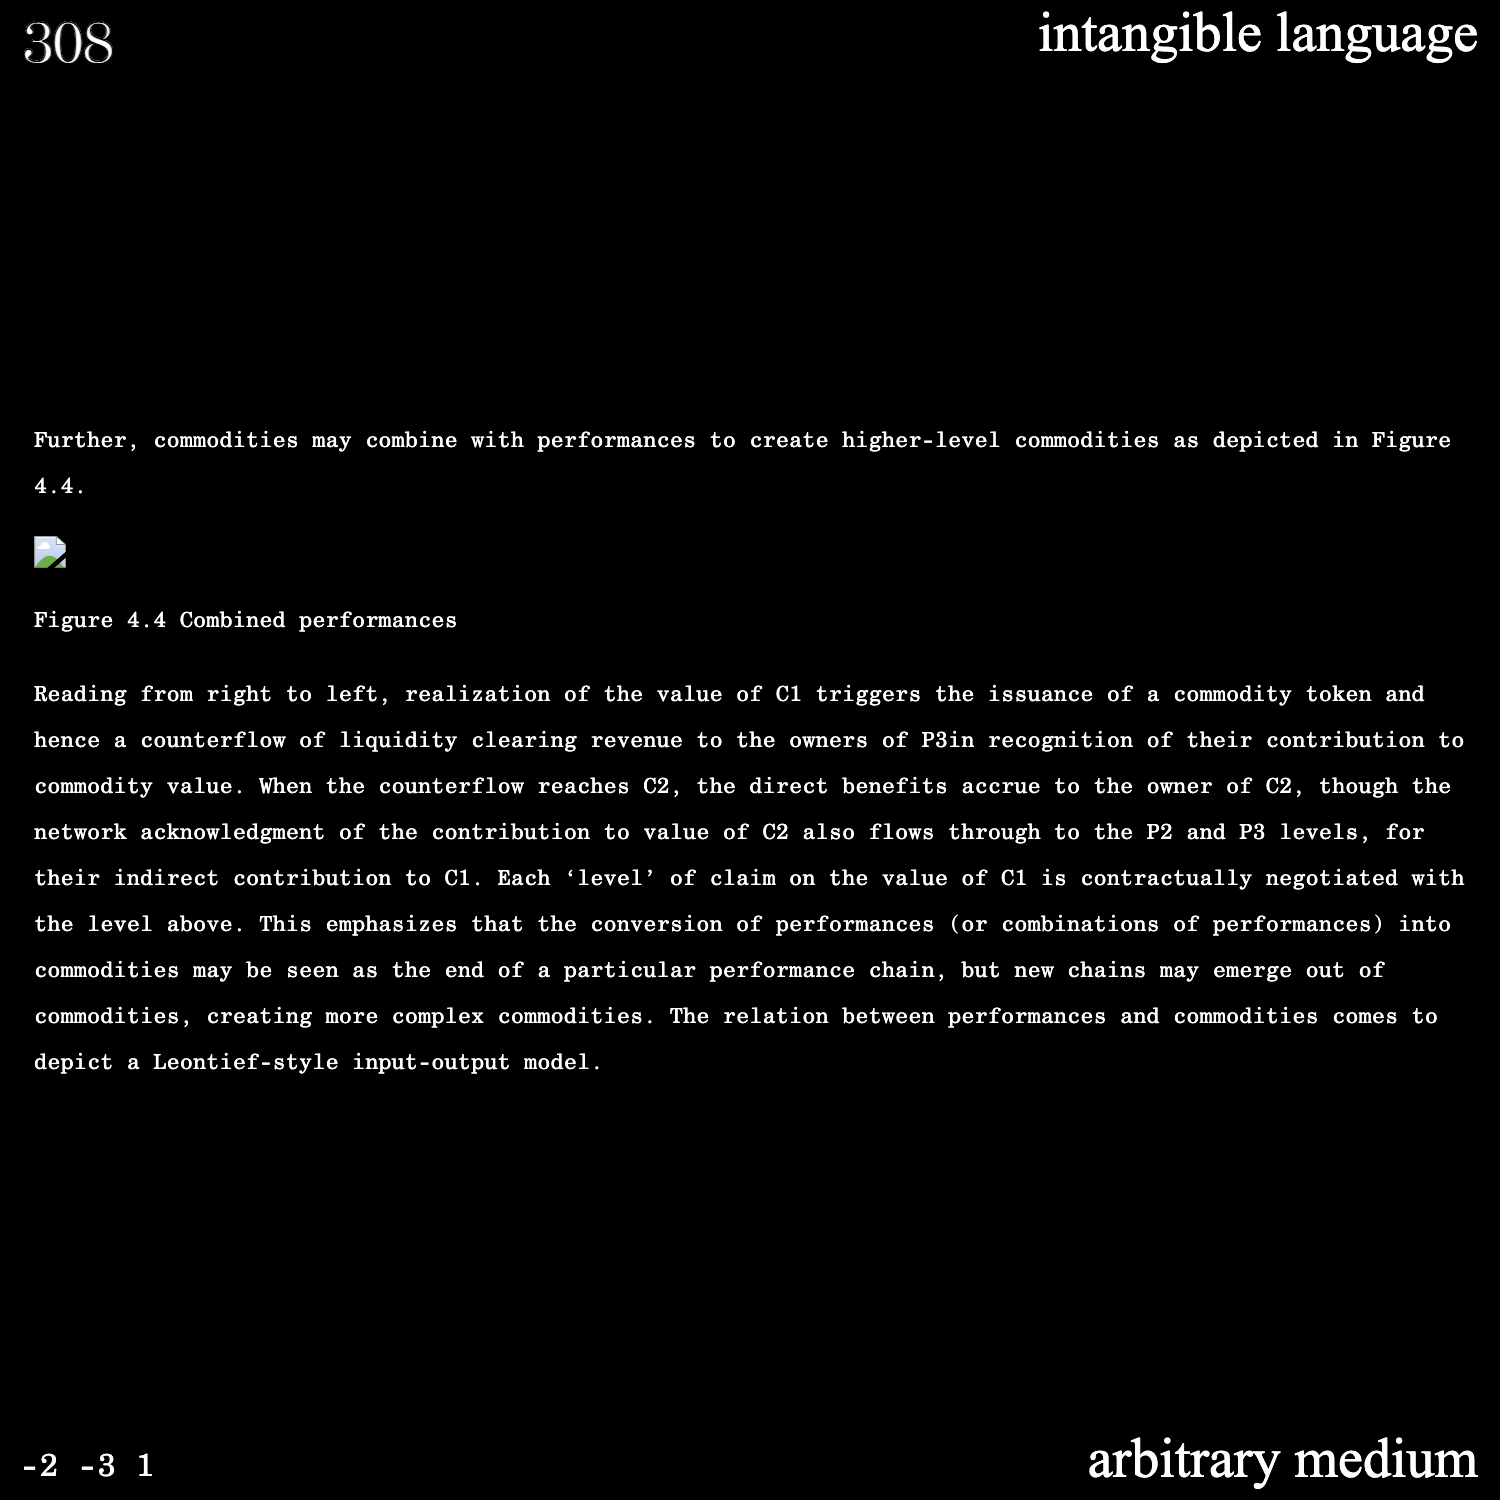 308
intangible language
Further, commodities may combine with performances to create higher-level commodities as depicted in Figure
4.4.
Figure 4.4 Combined performances
Reading from right to left, realization of the value of C1 triggers the issuance of a commodity token and
hence a counterflow of liquidity clearing revenue to the owners of P3in recognition of their contribution to
commodity value. When the counterflow reaches C2, the direct benefits accrue to the owner of C2, though the
network acknowledgment of the contribution to value of C2 also flows through to the P2 and P3 levels, for
their indirect contribution to C1. Each ‘level’ of claim on the value of C1 is contractually negotiated with
the level above. This emphasizes that the conversion of performances (or combinations of performances) into
commodities may be seen as the end of a particular performance chain, but new chains may emerge out of
commodities, creating more complex commodities. The relation between performances and commodities comes to
depict a Leontief-style input-output model.
-2 -3 1
arbitrary medium